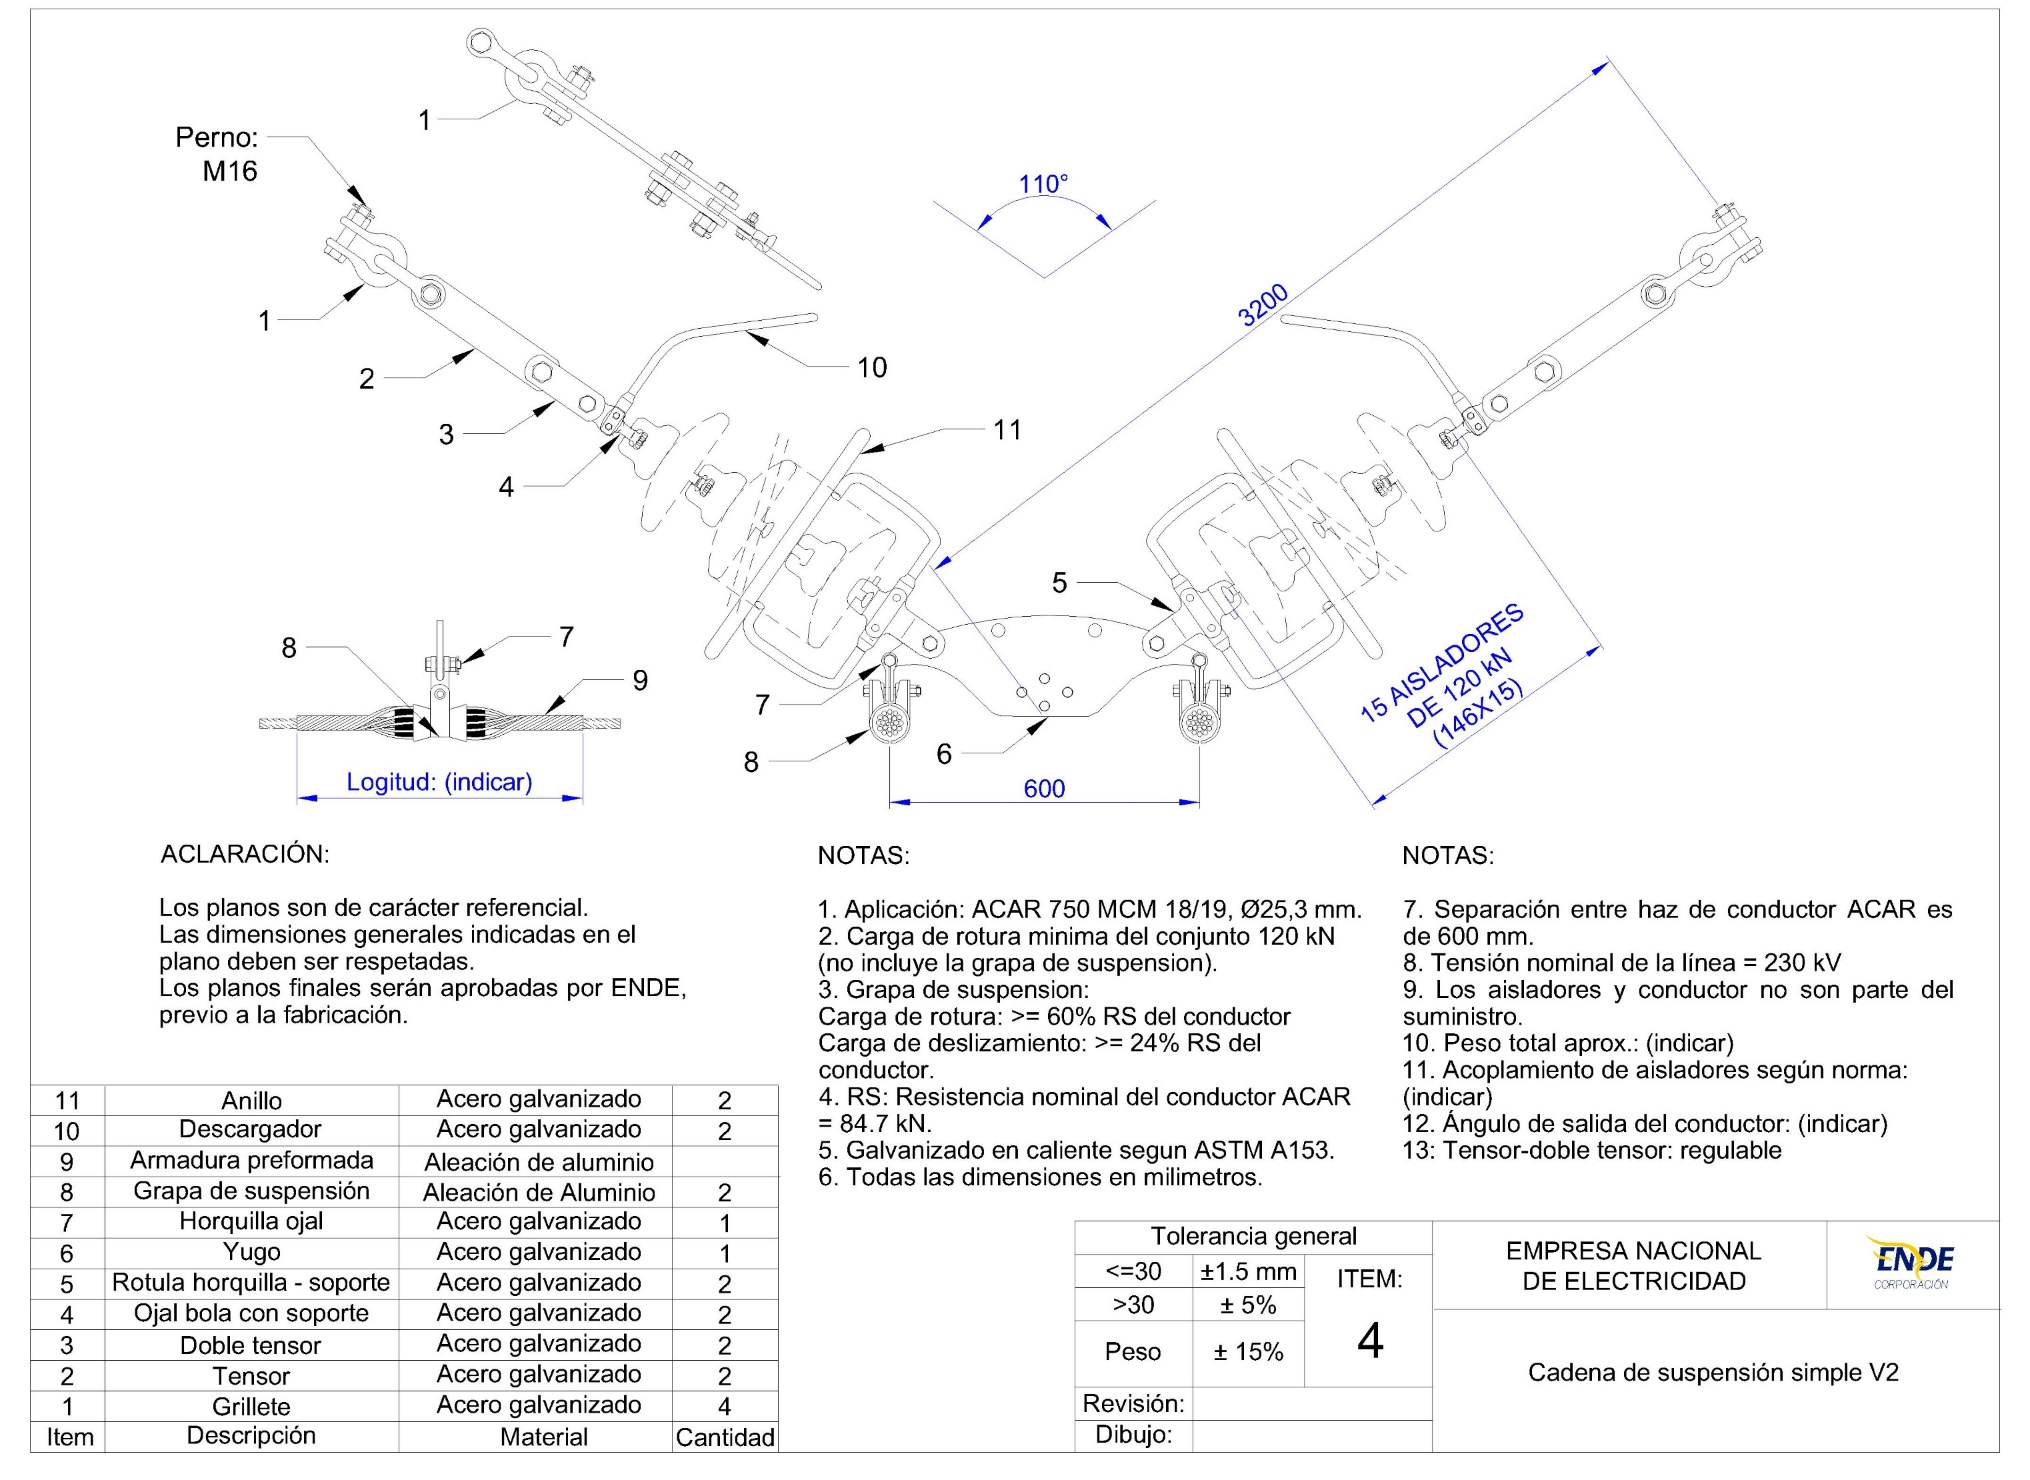 1
Perno:
M16
110°
3200
1
2
10
3
11
4
5
15 AISLADORES
DE 120 kN
(146X15)
8
7
9
7
8
6
Logitud: (indicar)
600
ACLARACIÓN:
Los planos son de carácter referencial.
Las dimensiones generales indicadas en el
plano deben ser respetadas.
Los planos finales serán aprobadas por ENDE,
previo a la fabricación.
NOTAS:
1. Aplicación: ACAR 750 MCM 18/19, Ø25,3 mm.
2. Carga de rotura minima del conjunto 120 kN
(no incluye la grapa de suspension).
3. Grapa de suspension:
Carga de rotura: >= 60% RS del conductor
Carga de deslizamiento: >= 24% RS del
conductor.
4. RS: Resistencia nominal del conductor ACAR
= 84.7 kN.
5. Galvanizado en caliente segun ASTM A153.
6. Todas las dimensiones en milimetros.
NOTAS:
7. Separación entre haz de conductor ACAR es
de 600 mm.
8. Tensión nominal de la línea = 230 kV
9. Los aisladores y conductor no son parte del
suministro.
10. Peso total aprox.: (indicar)
11. Acoplamiento de aisladores según norma:
(indicar)
12. Ángulo de salida del conductor: (indicar)
13: Tensor-doble tensor: regulable
11 Anillo Acero galvanizado 2
10 Descargador Acero galvanizado 2
9 Armadura preformada Aleación de aluminio
8 Grapa de suspensión Aleación de Aluminio 2
7 Horquilla ojal Acero galvanizado 1
6 Yugo Acero galvanizado 1
5 Rotula horquilla - soporte Acero galvanizado 2
4 Ojal bola con soporte Acero galvanizado 2
3 Doble tensor Acero galvanizado 2
2 Tensor Acero galvanizado 2
1 Grillete Acero galvanizado 4
Item Descripción Material Cantidad
Tolerancia general
<=30 ±1.5 mm
>30 ± 5%
Peso ± 15%
ITEM:
4
Revisión:
Dibujo:
EMPRESA NACIONAL
DE ELECTRICIDAD
ENDE
CORPORACIÓN
Cadena de suspensión simple V2